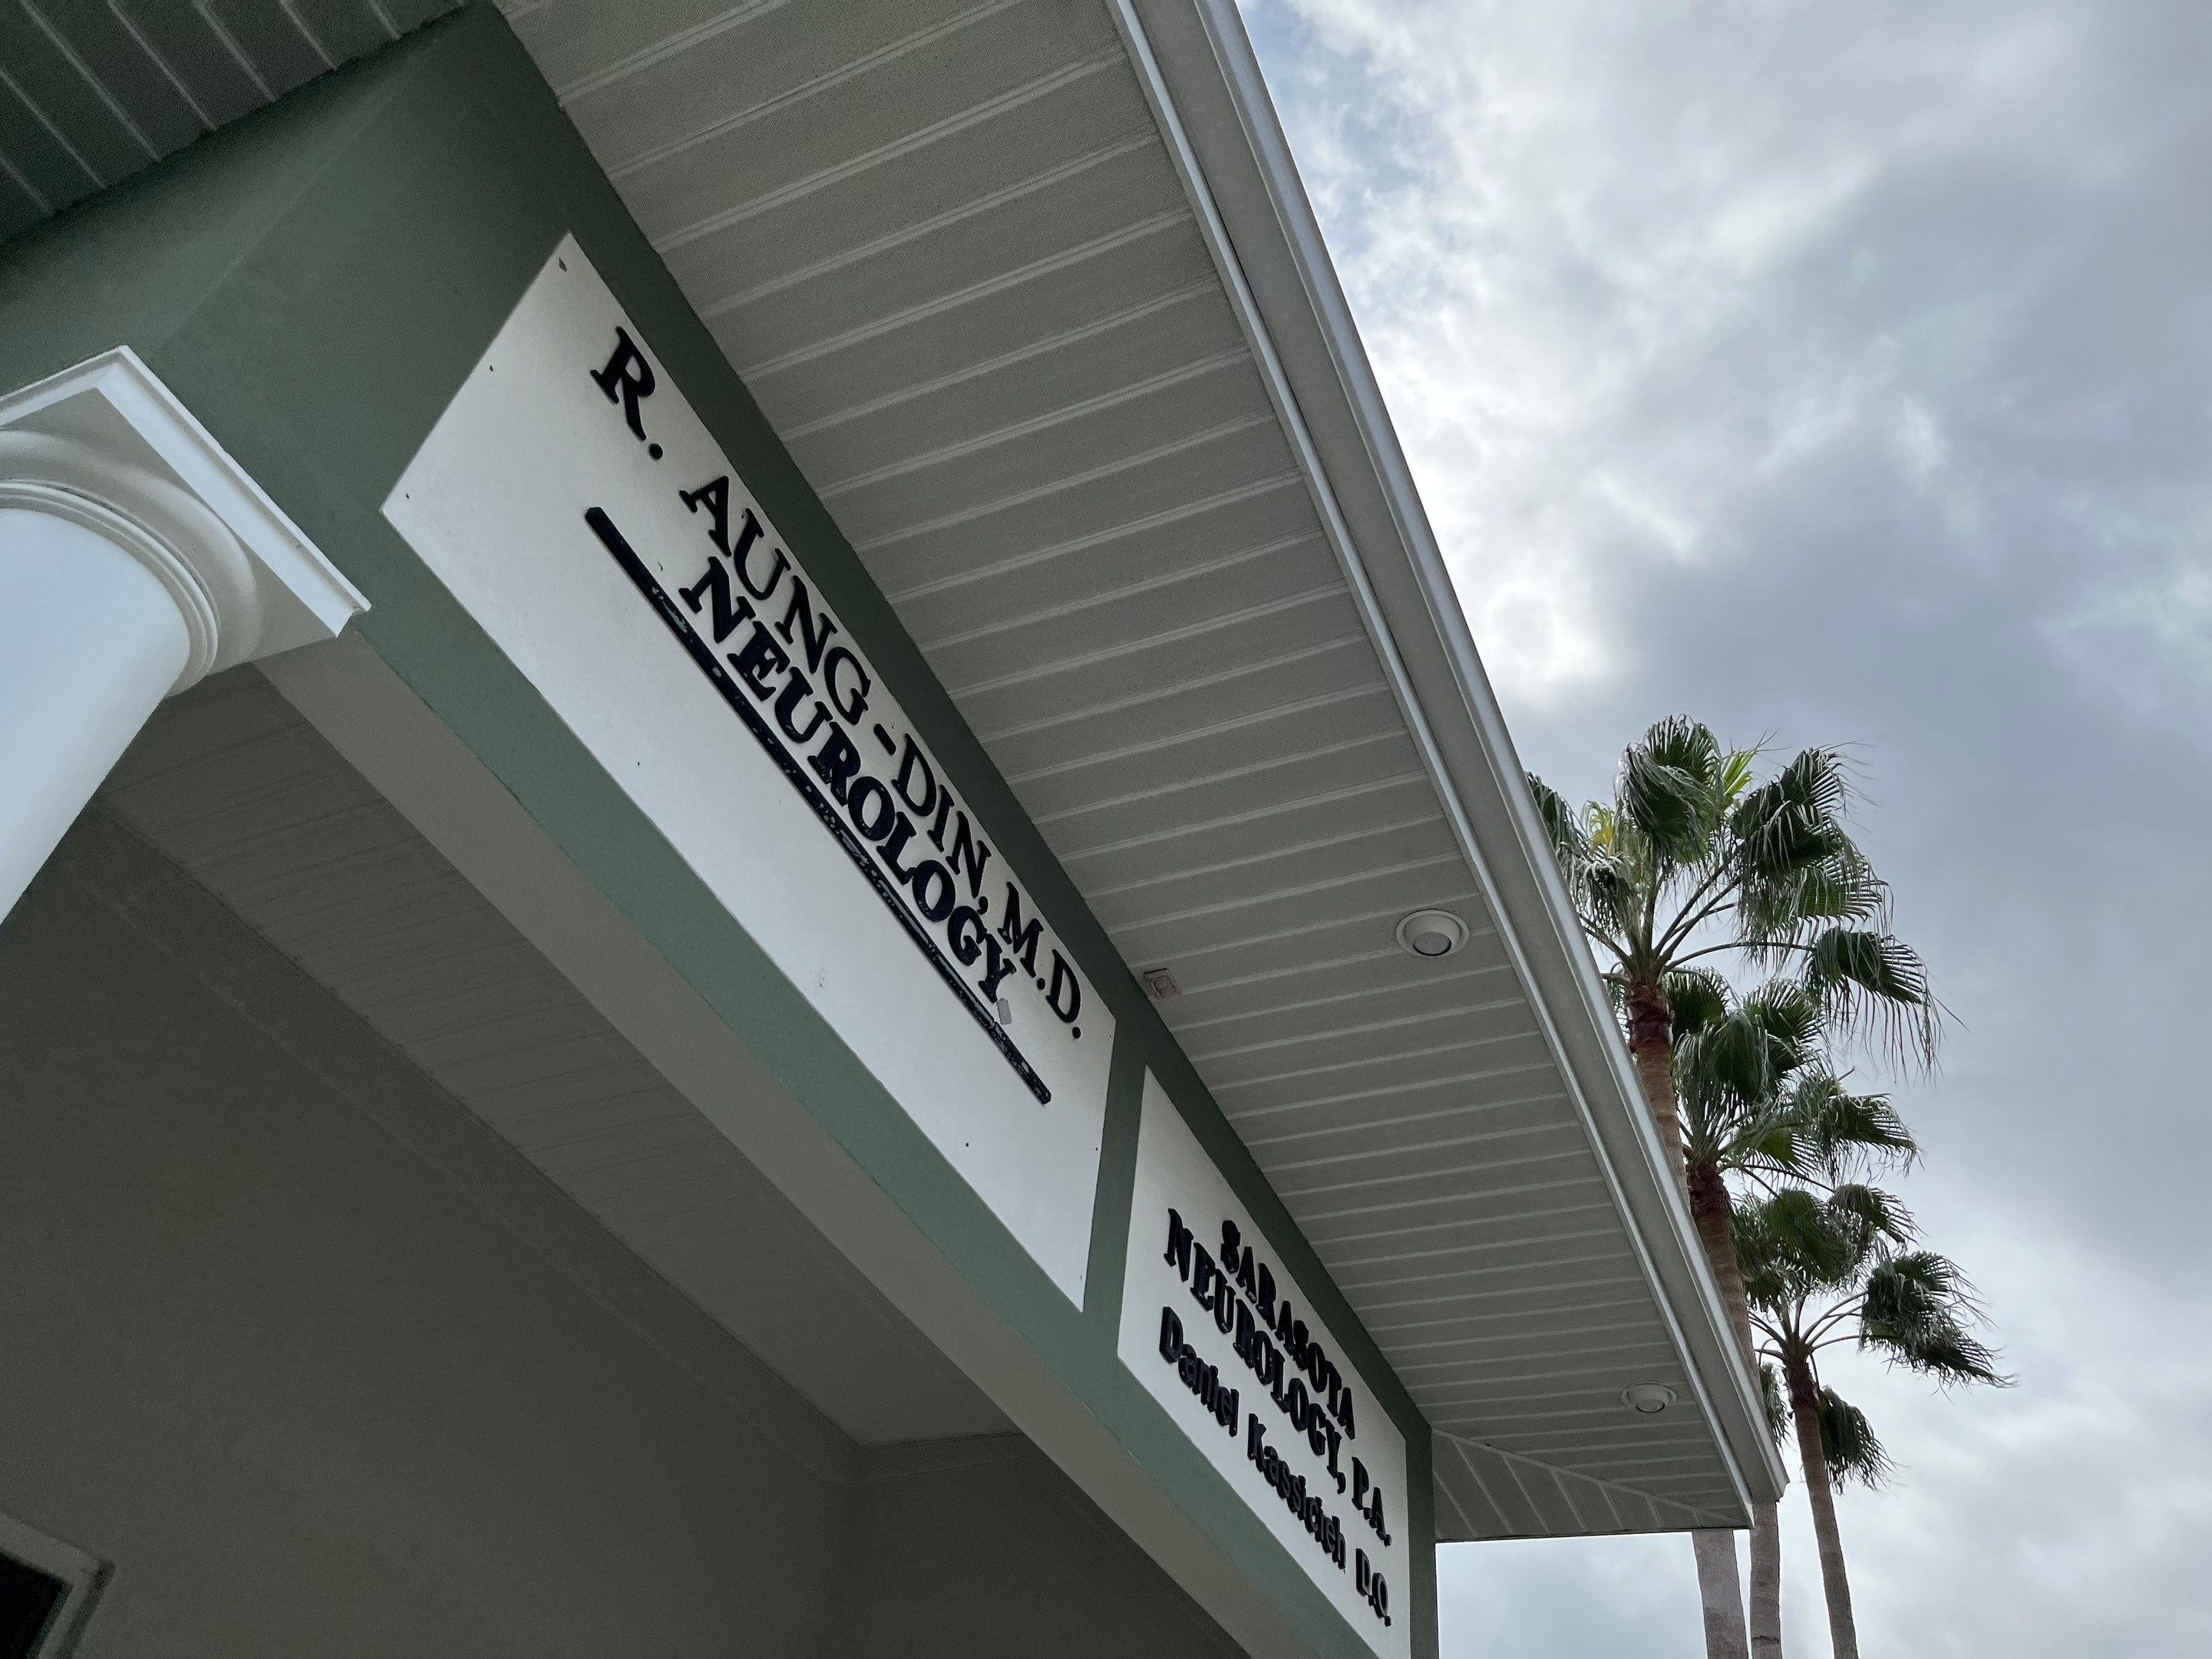 R. AUNG-DIN, M.D.
NEUROLOGY
SARASOTA
NEUROLOGY, P.A.
Daniel Kassicieh D.O.